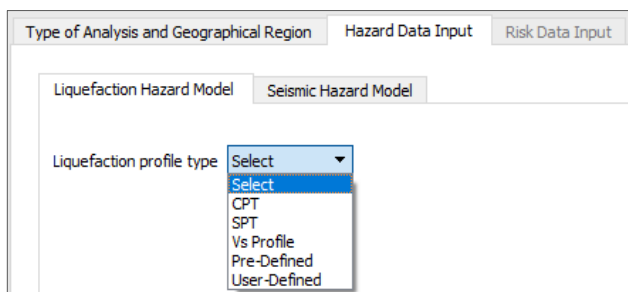 Type of Analysis and Geographical Region Hazard Data Input Risk Data Input
Liquefaction Hazard Model Seismic Hazard Model
Liquefaction profile type Select
Select
CPT
SPT
Vs Profile
Pre-Defined
User-Defined